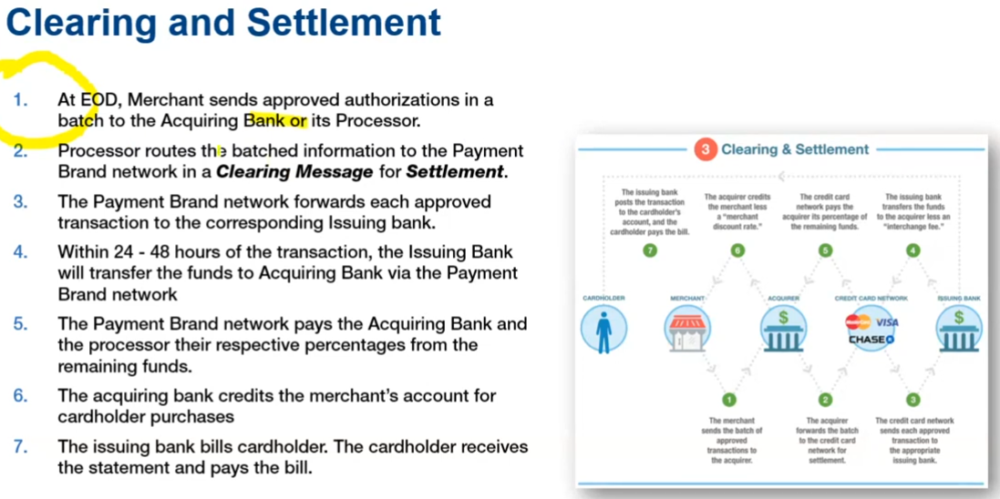 Clearing and Settlement
1. At EOD, Merchant sends approved authorizations in a
batch to the Acquiring Bank or its Processor.
2. Processor routes the batched information to the Payment
Brand network in a Clearing Message for Settlement.
3. The Payment Brand network forwards each approved
transaction to the corresponding Issuing bank.
4. Within 24 - 48 hours of the transaction, the Issuing Bank
will transfer the funds to Acquiring Bank via the Payment
Brand network
5. The Payment Brand network pays the Acquiring Bank and
the processor their respective percentages from the
remaining funds.
6. The acquiring bank credits the merchant's account for
cardholder purchases
7. The issuing bank bills cardholder. The cardholder receives
the statement and pays the bill.
3 Clearing & Settlement
The issuing bank
posts the transaction
to the cardholder's
account, and the
cardholder pays the bill.
7
The acquirer credits
the merchant less
a "merchant
discount rate."
6
The credit card
network pays the
acquirer its percentage of
the remaining funds.
5
The issuing bank
transfers the funds
to the acquirer less an
"interchange fee."
4
CARDHOLDER
MERCHANT
ACQUIRER
CREDIT CARD NETWORK
ISSUING BANK
$
MasterCard
VISA
CHASE
$
1
The merchant
sends the batch of
approved
transactions to
the acquirer.
2
The acquirer
forwards the batch
to the credit card
network for
settlement.
3
The credit card network
sends each approved
transaction to
the appropriate
issuing bank.